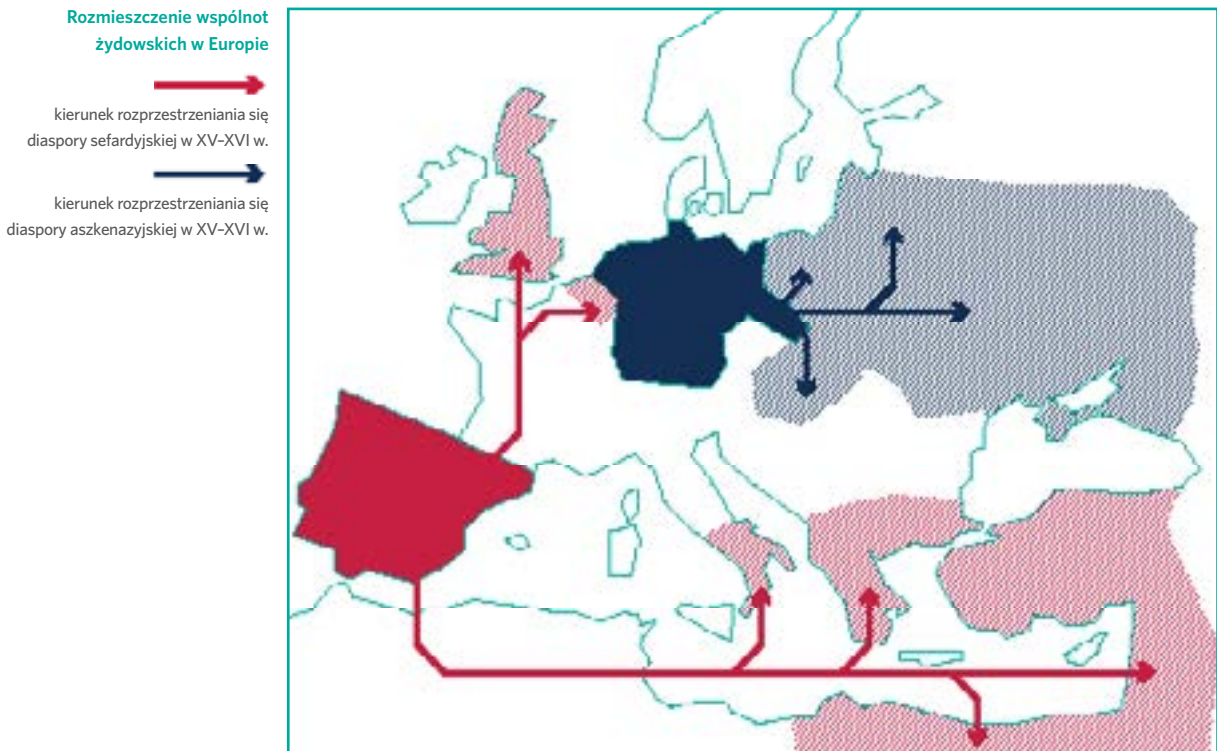 Rozmieszczenie wspólnot
żydowskich w Europie
kierunek rozprzestrzeniania się
diaspory sefardyjskiej w XV–XVI w.
kierunek rozprzestrzeniania się
diaspory aszkenazyjskiej w XV–XVI w.